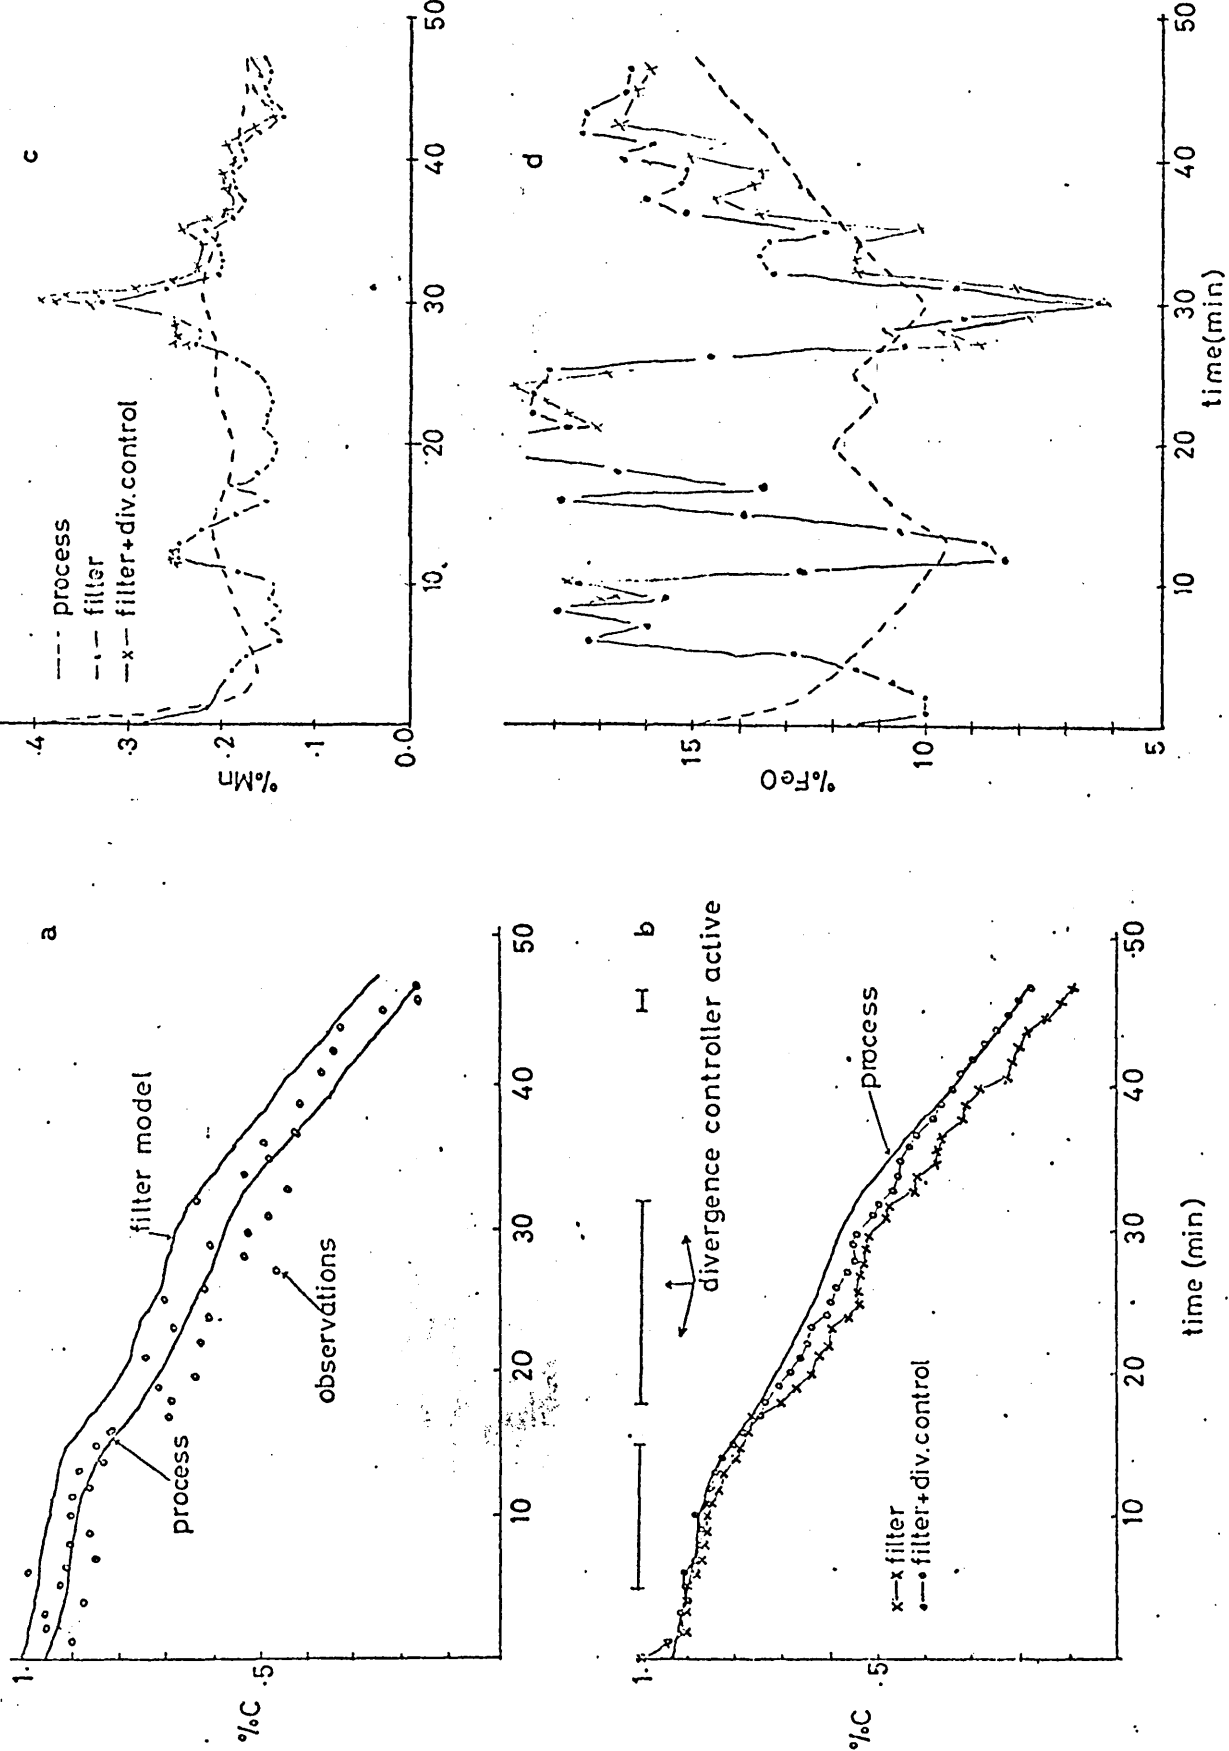 a
1.
.5
%C
10
20
30
40
50
filter model
process
observations
b
1.
.5
%C
10
20
30
40
50
time (min)
divergence controller active
process
x—x filter
•—• filter+div.control
c
.4
.3
.2
.1
0.0
%Mn
10
20
30
40
50
---- process
—·— filter
—x— filter+div.control
d
15
10
5
%FeO
10
20
30
40
50
time(min)